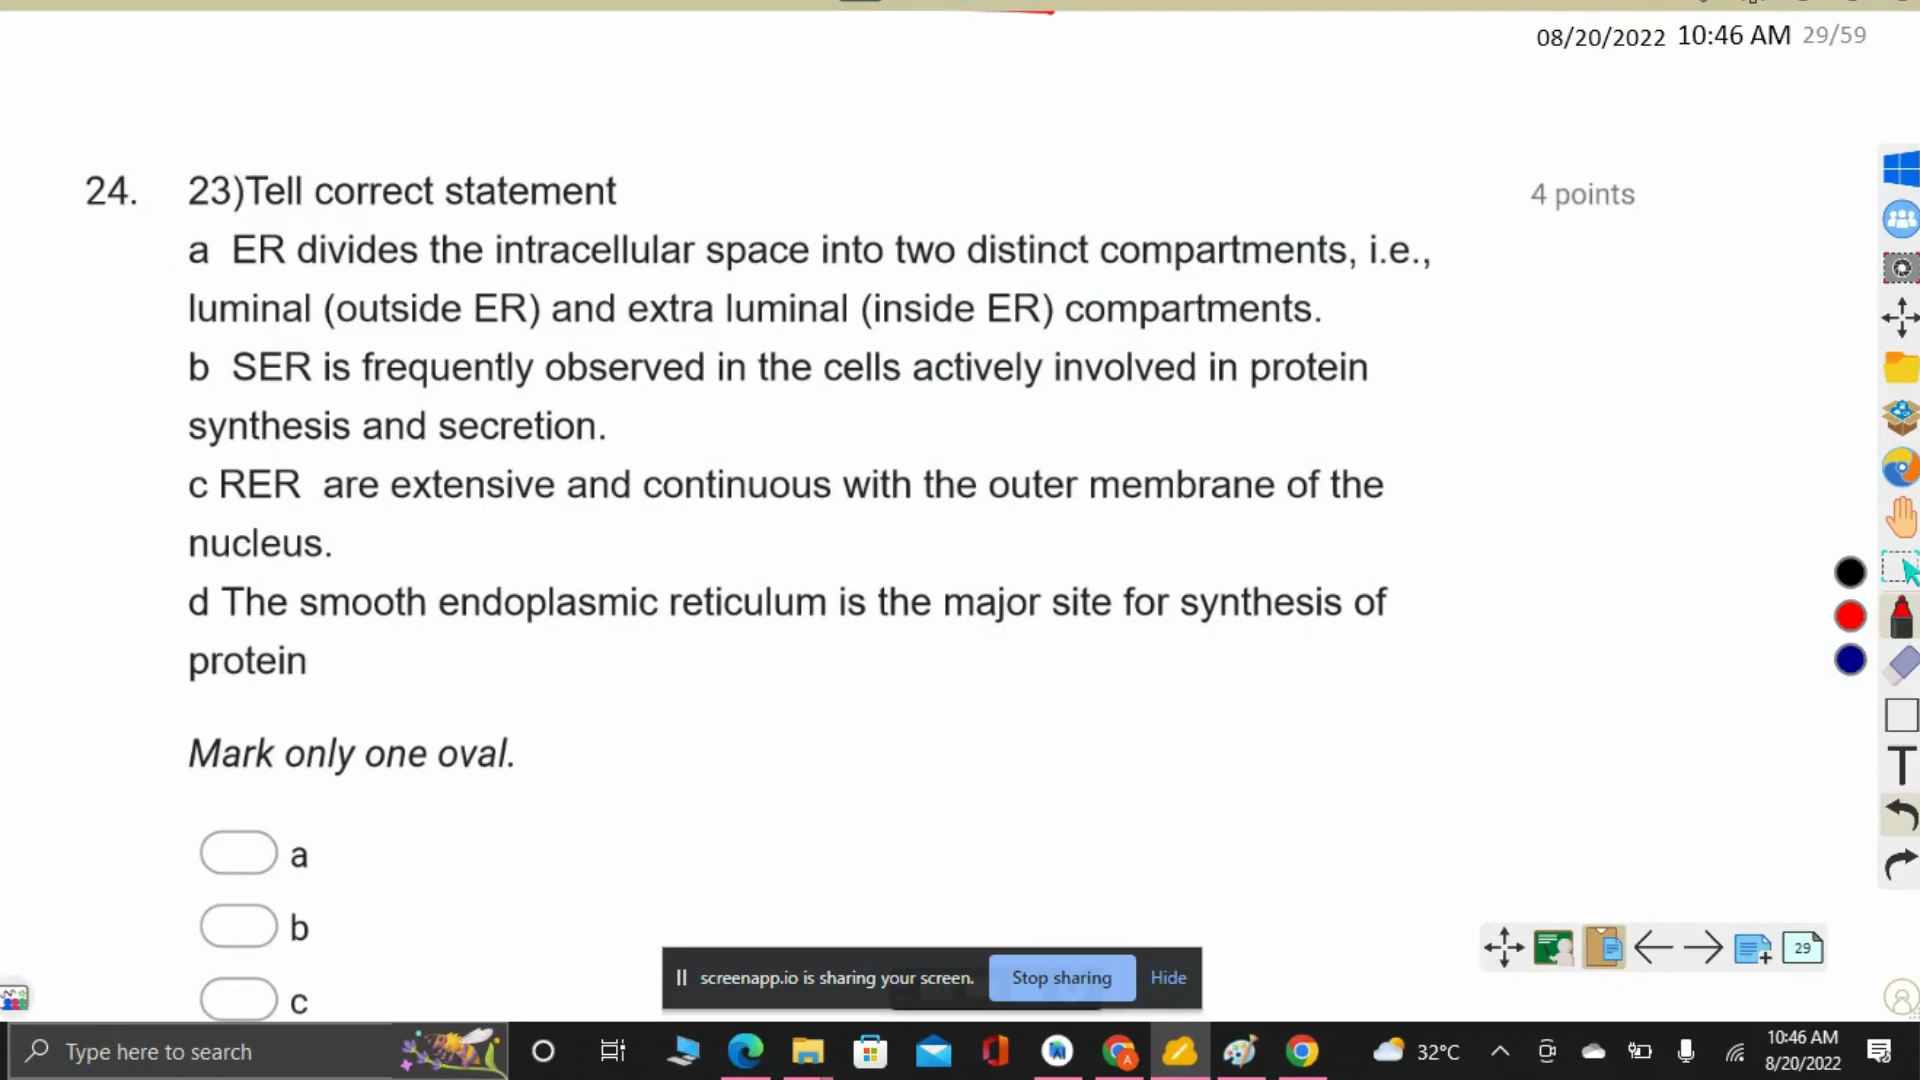 08/20/2022 10:46 AM 29/59
24. 23)Tell correct statement 4 points
a ER divides the intracellular space into two distinct compartments, i.e.,
luminal (outside ER) and extra luminal (inside ER) compartments.
b SER is frequently observed in the cells actively involved in protein
synthesis and secretion.
c RER are extensive and continuous with the outer membrane of the
nucleus.
d The smooth endoplasmic reticulum is the major site for synthesis of
protein
Mark only one oval.
a
b
c
T
29
screenapp.io is sharing your screen. Stop sharing Hide
Type here to search
32°C
10:46 AM
8/20/2022